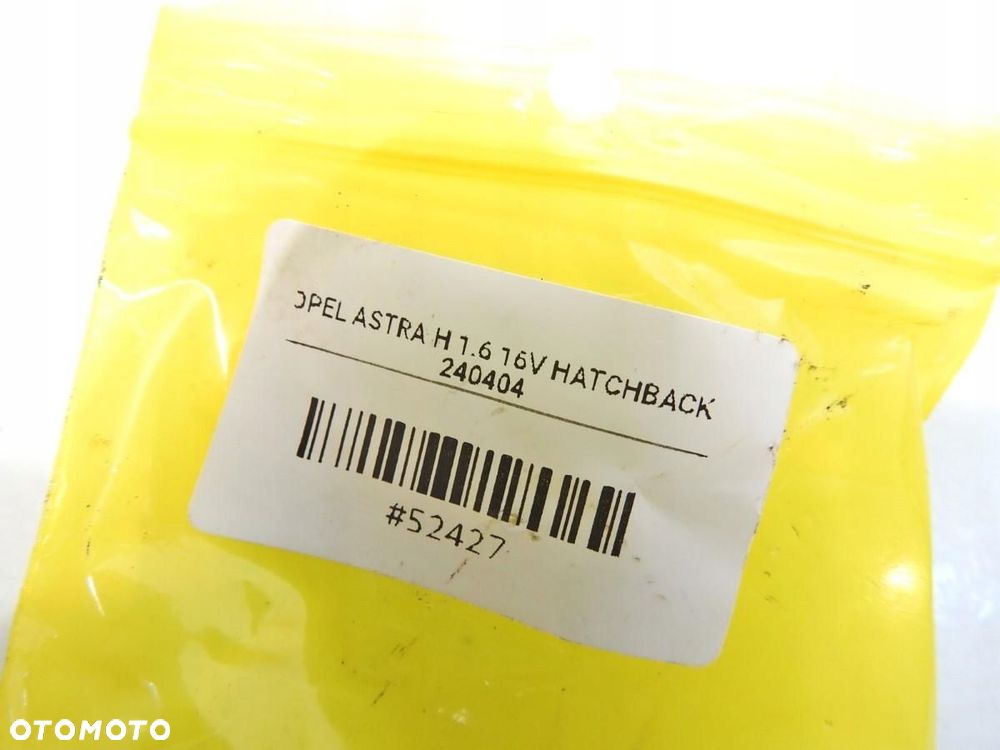 OPEL ASTRA H 1.6 16V HATCHBACK
240404
#52427
OTOMOTO